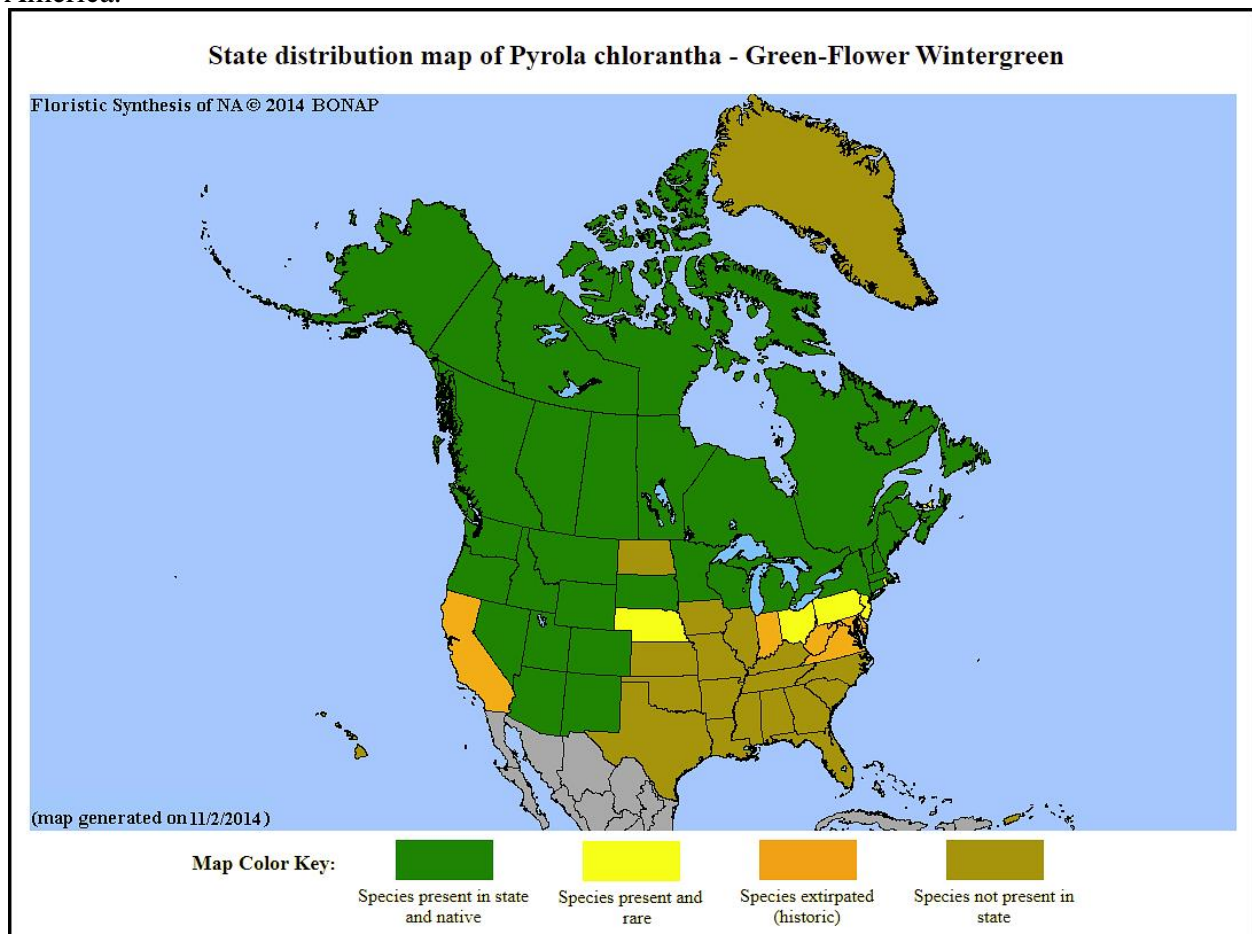 America.
State distribution map of Pyrola chlorantha - Green-Flower Wintergreen
Floristic Synthesis of NA © 2014 BONAP
(map generated on 11/2/2014)
Map Color Key:
Species present in state
and native
Species present and
rare
Species extirpated
(historic)
Species not present in
state